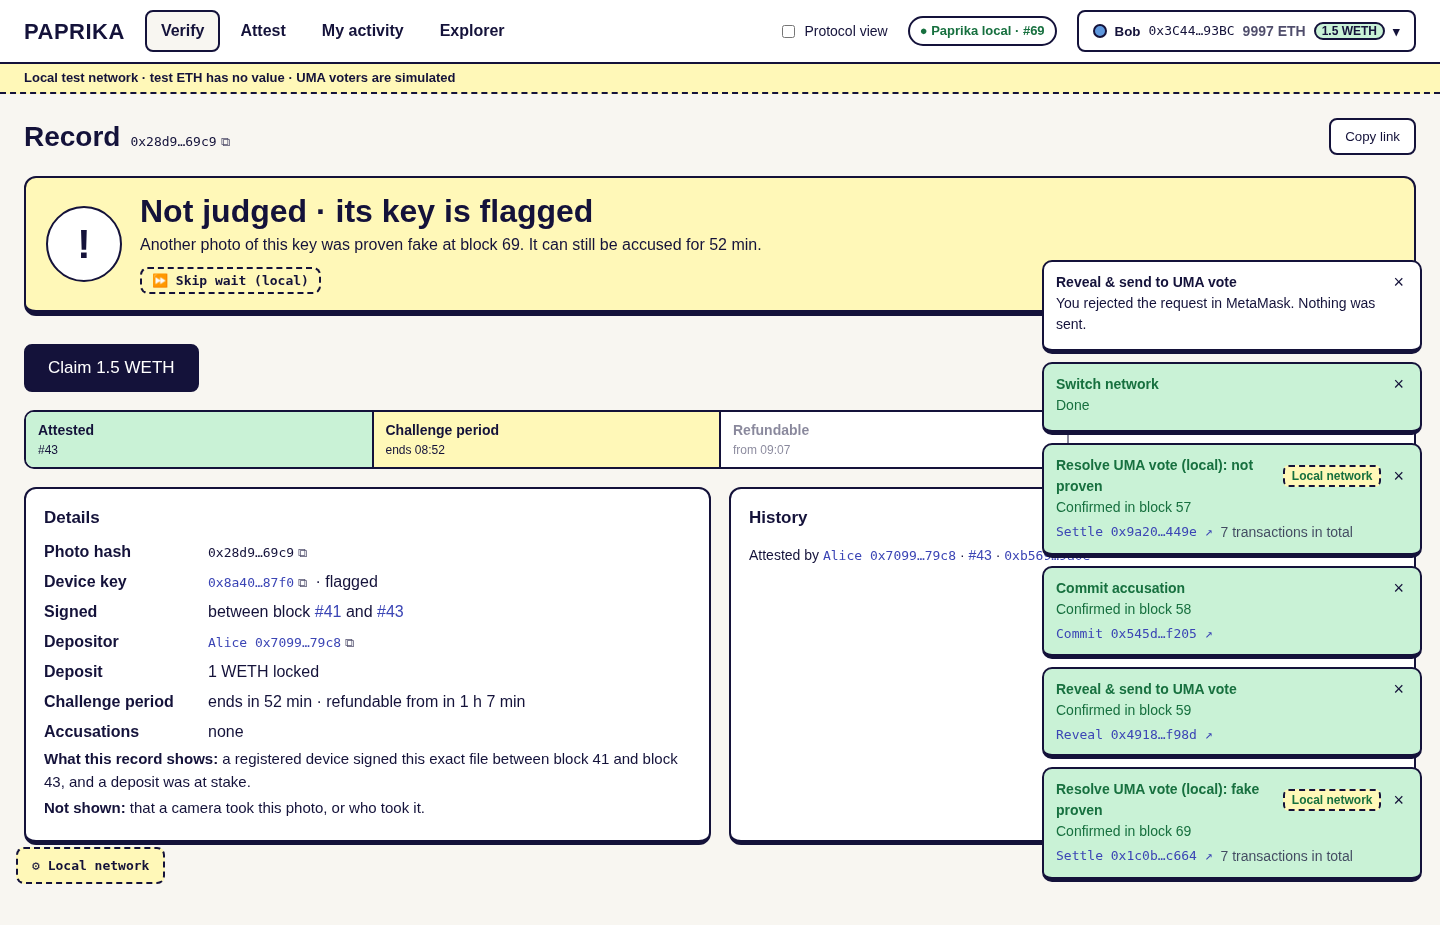 PAPRIKA Verify Attest My activity Explorer Protocol view ● Paprika local · #69 Bob 0x3C44…93BC 9997 ETH 1.5 WETH ▾
Local test network · test ETH has no value · UMA voters are simulated
Record 0x28d9…69c9 ⧉ Copy link
! Not judged · its key is flagged
Another photo of this key was proven fake at block 69. It can still be accused for 52 min.
⏩ Skip wait (local)
Claim 1.5 WETH
Attested
#43
Challenge period
ends 08:52
Refundable
from 09:07
Details
Photo hash 0x28d9…69c9 ⧉
Device key 0x8a40…87f0 ⧉ · flagged
Signed between block #41 and #43
Depositor Alice 0x7099…79c8 ⧉
Deposit 1 WETH locked
Challenge period ends in 52 min · refundable from in 1 h 7 min
Accusations none
What this record shows: a registered device signed this exact file between block 41 and block
43, and a deposit was at stake.
Not shown: that a camera took this photo, or who took it.
History
Attested by Alice 0x7099…79c8 · #43 ·
⚙ Local network
Reveal & send to UMA vote ×
You rejected the request in MetaMask. Nothing was
sent.
Switch network ×
Done
Resolve UMA vote (local): not
proven
Local network ×
Confirmed in block 57
Settle 0x9a20…449e ↗ 7 transactions in total
Commit accusation ×
Confirmed in block 58
Commit 0x545d…f205 ↗
Reveal & send to UMA vote ×
Confirmed in block 59
Reveal 0x4918…f98d ↗
Resolve UMA vote (local): fake
proven
Local network ×
Confirmed in block 69
Settle 0x1c0b…c664 ↗ 7 transactions in total